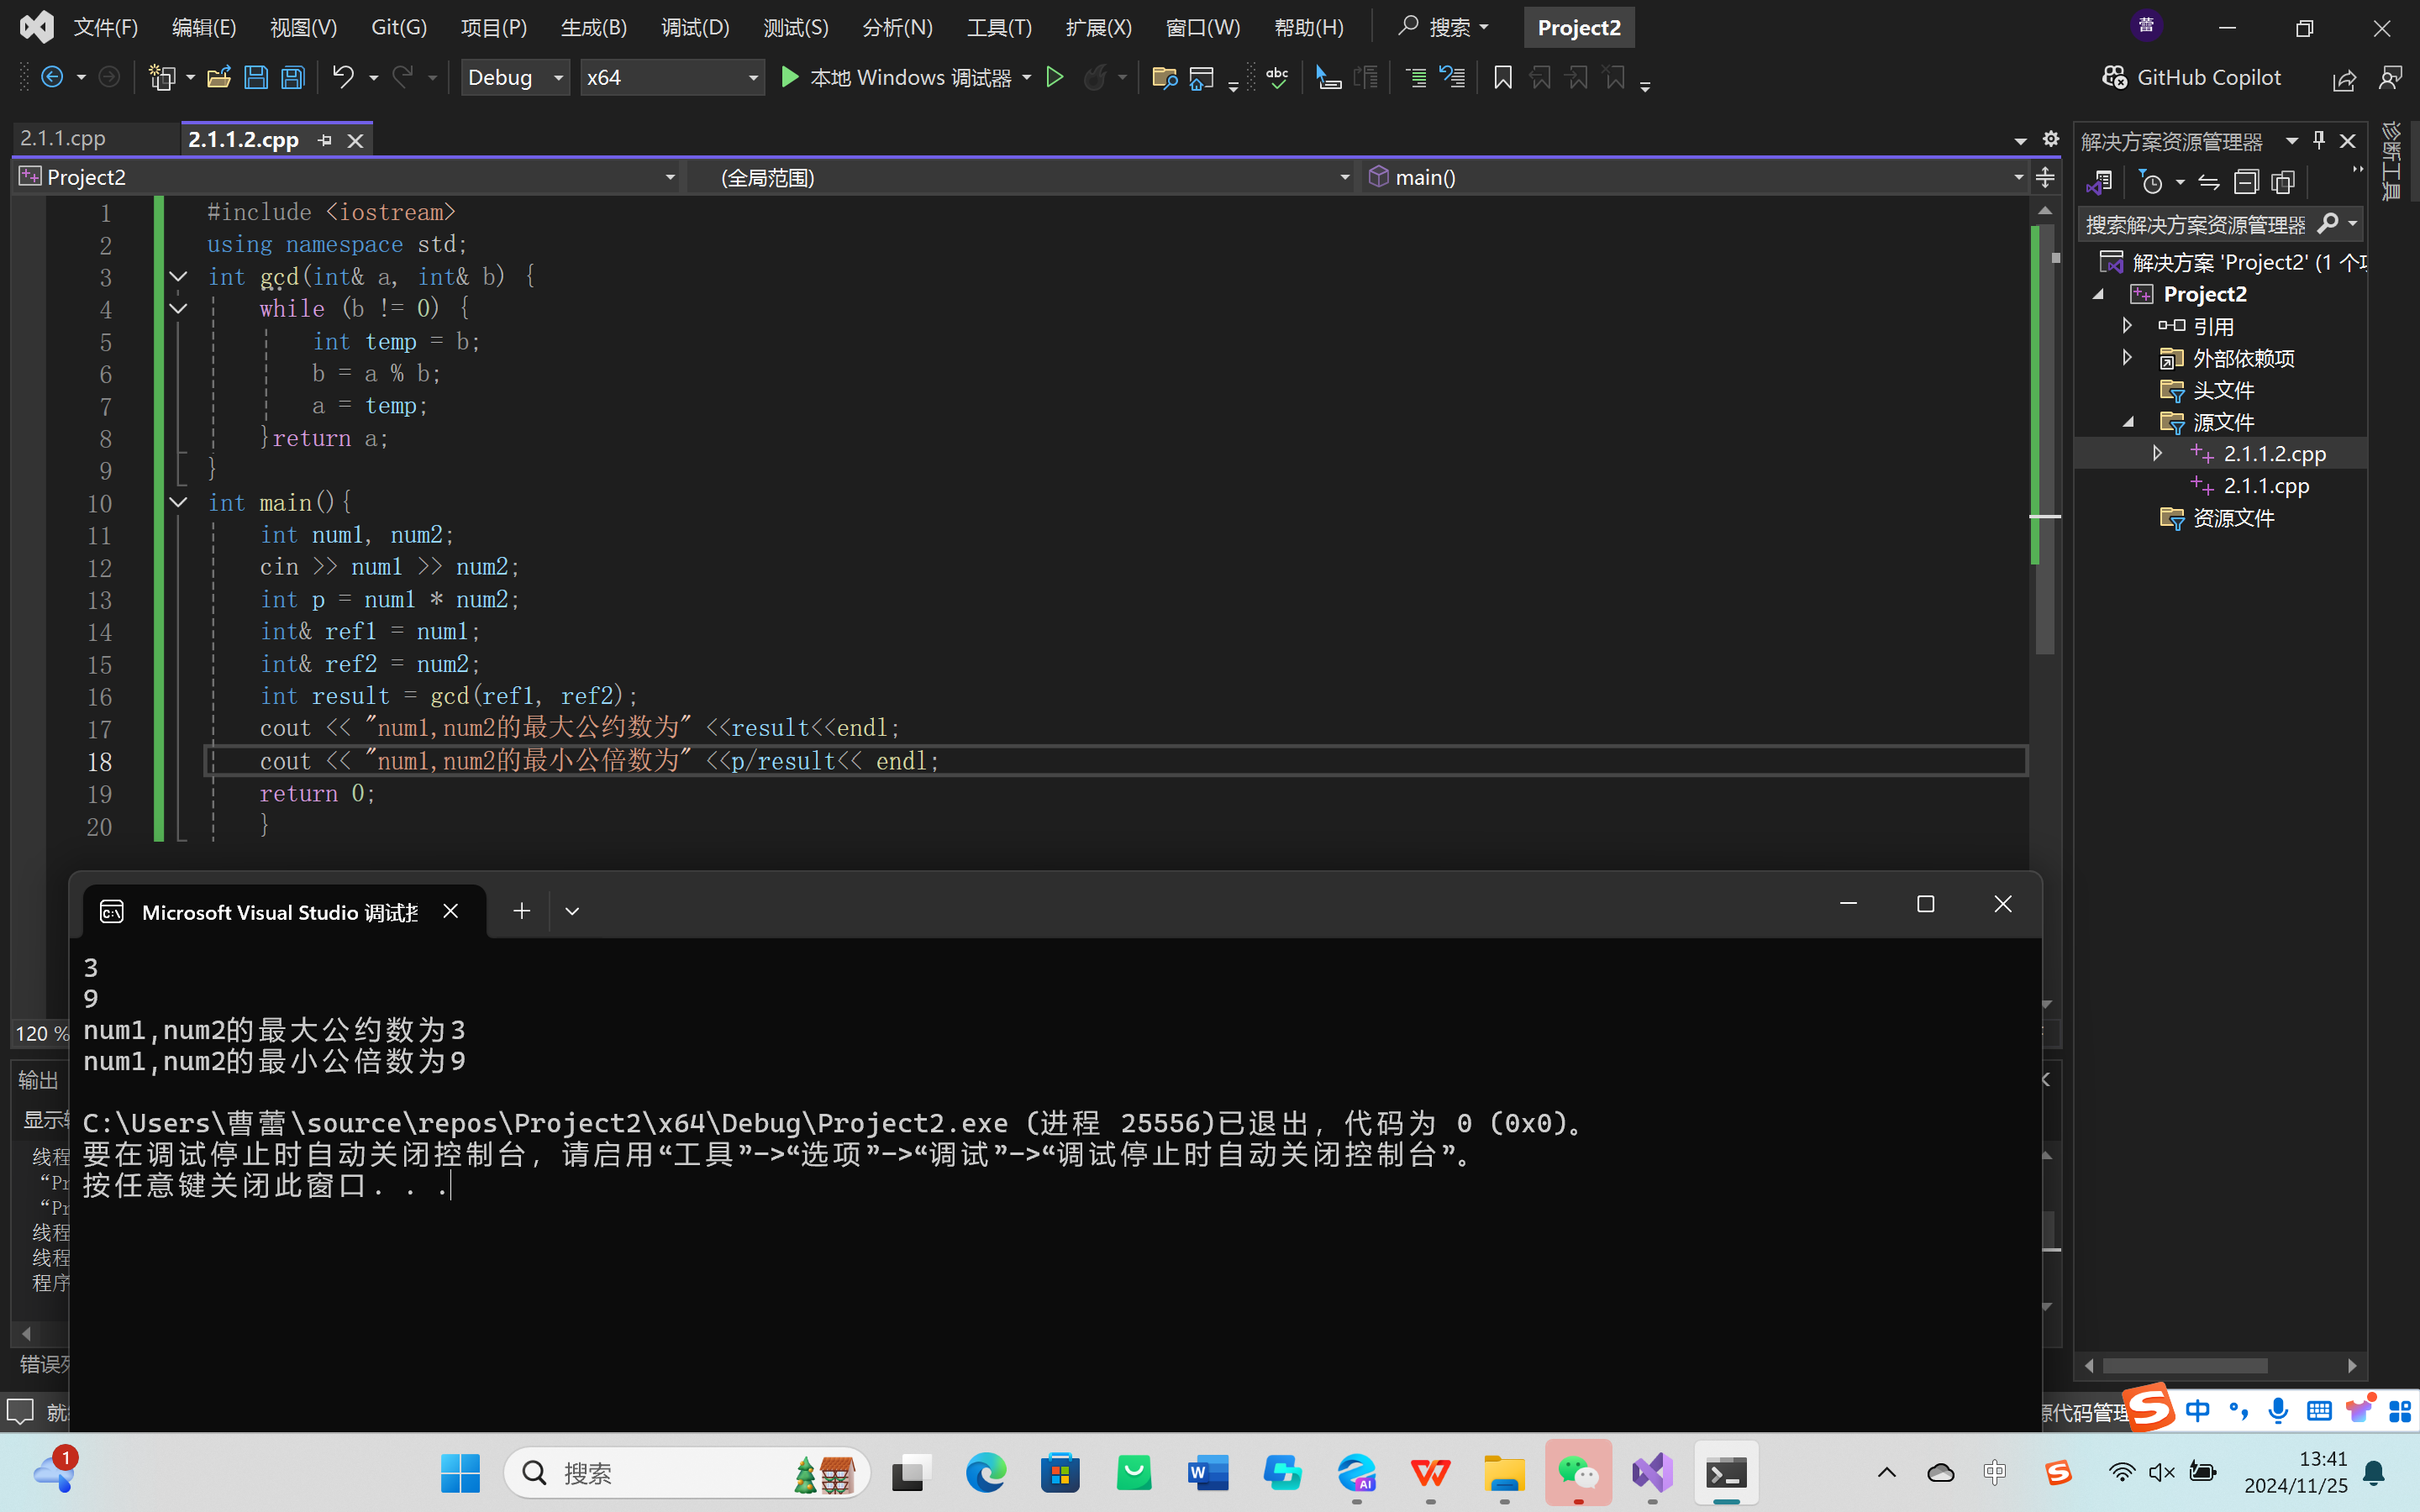 文件(F) 编辑(E) 视图(V) Git(G) 项目(P) 生成(B) 调试(D) 测试(S) 分析(N) 工具(T) 扩展(X) 窗口(W) 帮助(H) 搜索 Project2 蕾
Debug x64 本地 Windows 调试器 abc GitHub Copilot
2.1.1.cpp 2.1.1.2.cpp
Project2 (全局范围) main()
1 #include <iostream>
2 using namespace std;
3 int gcd(int& a, int& b) {
4 while (b != 0) {
5 int temp = b;
6 b = a % b;
7 a = temp;
8 }return a;
9 }
10 int main(){
11 int num1, num2;
12 cin >> num1 >> num2;
13 int p = num1 * num2;
14 int& ref1 = num1;
15 int& ref2 = num2;
16 int result = gcd(ref1, ref2);
17 cout << "num1,num2的最大公约数为" <<result<<endl;
18 cout << "num1,num2的最小公倍数为" <<p/result<< endl;
19 return 0;
20 }
解决方案资源管理器
搜索解决方案资源管理器
解决方案 'Project2' (1 个
Project2
引用
外部依赖项
头文件
源文件
2.1.1.2.cpp
2.1.1.cpp
资源文件
诊断工具
120 %
输出
显示
线程
“Pr
“Pr
线程
线程
程序
错误
就
Microsoft Visual Studio 调试
3
9
num1,num2的最大公约数为3
num1,num2的最小公倍数为9
C:\Users\曹蕾\source\repos\Project2\x64\Debug\Project2.exe (进程 25556)已退出，代码为 0 (0x0)。
要在调试停止时自动关闭控制台，请启用“工具”->“选项”->“调试”->“调试停止时自动关闭控制台”。
按任意键关闭此窗口. . .
源代码管理
中
1 搜索 中
13:41
2024/11/25